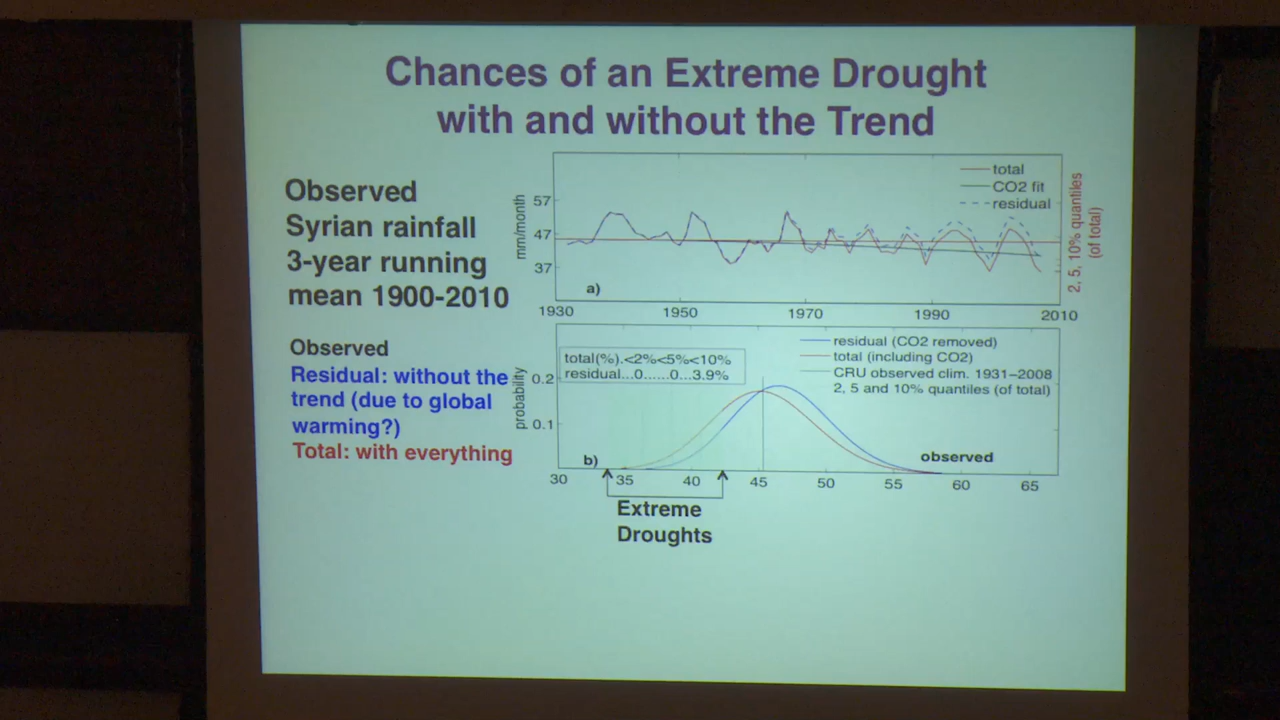 Chances of an Extreme Drought
with and without the Trend
Observed
Syrian rainfall
3-year running
mean 1900-2010
Observed
Residual: without the
trend (due to global
warming?)
Total: with everything
total
CO2 fit
residual
57
47
37
mm/month
2, 5, 10% quantiles
(of total)
a)
1930
1950
1970
1990
2010
total(%).<2%<5%<10%
residual...0......0...3.9%
residual (CO2 removed)
total (including CO2)
CRU observed clim. 1931-2008
2, 5 and 10% quantiles (of total)
0.2
0.1
probability
b)
observed
30
35
40
45
50
55
60
65
Extreme
Droughts